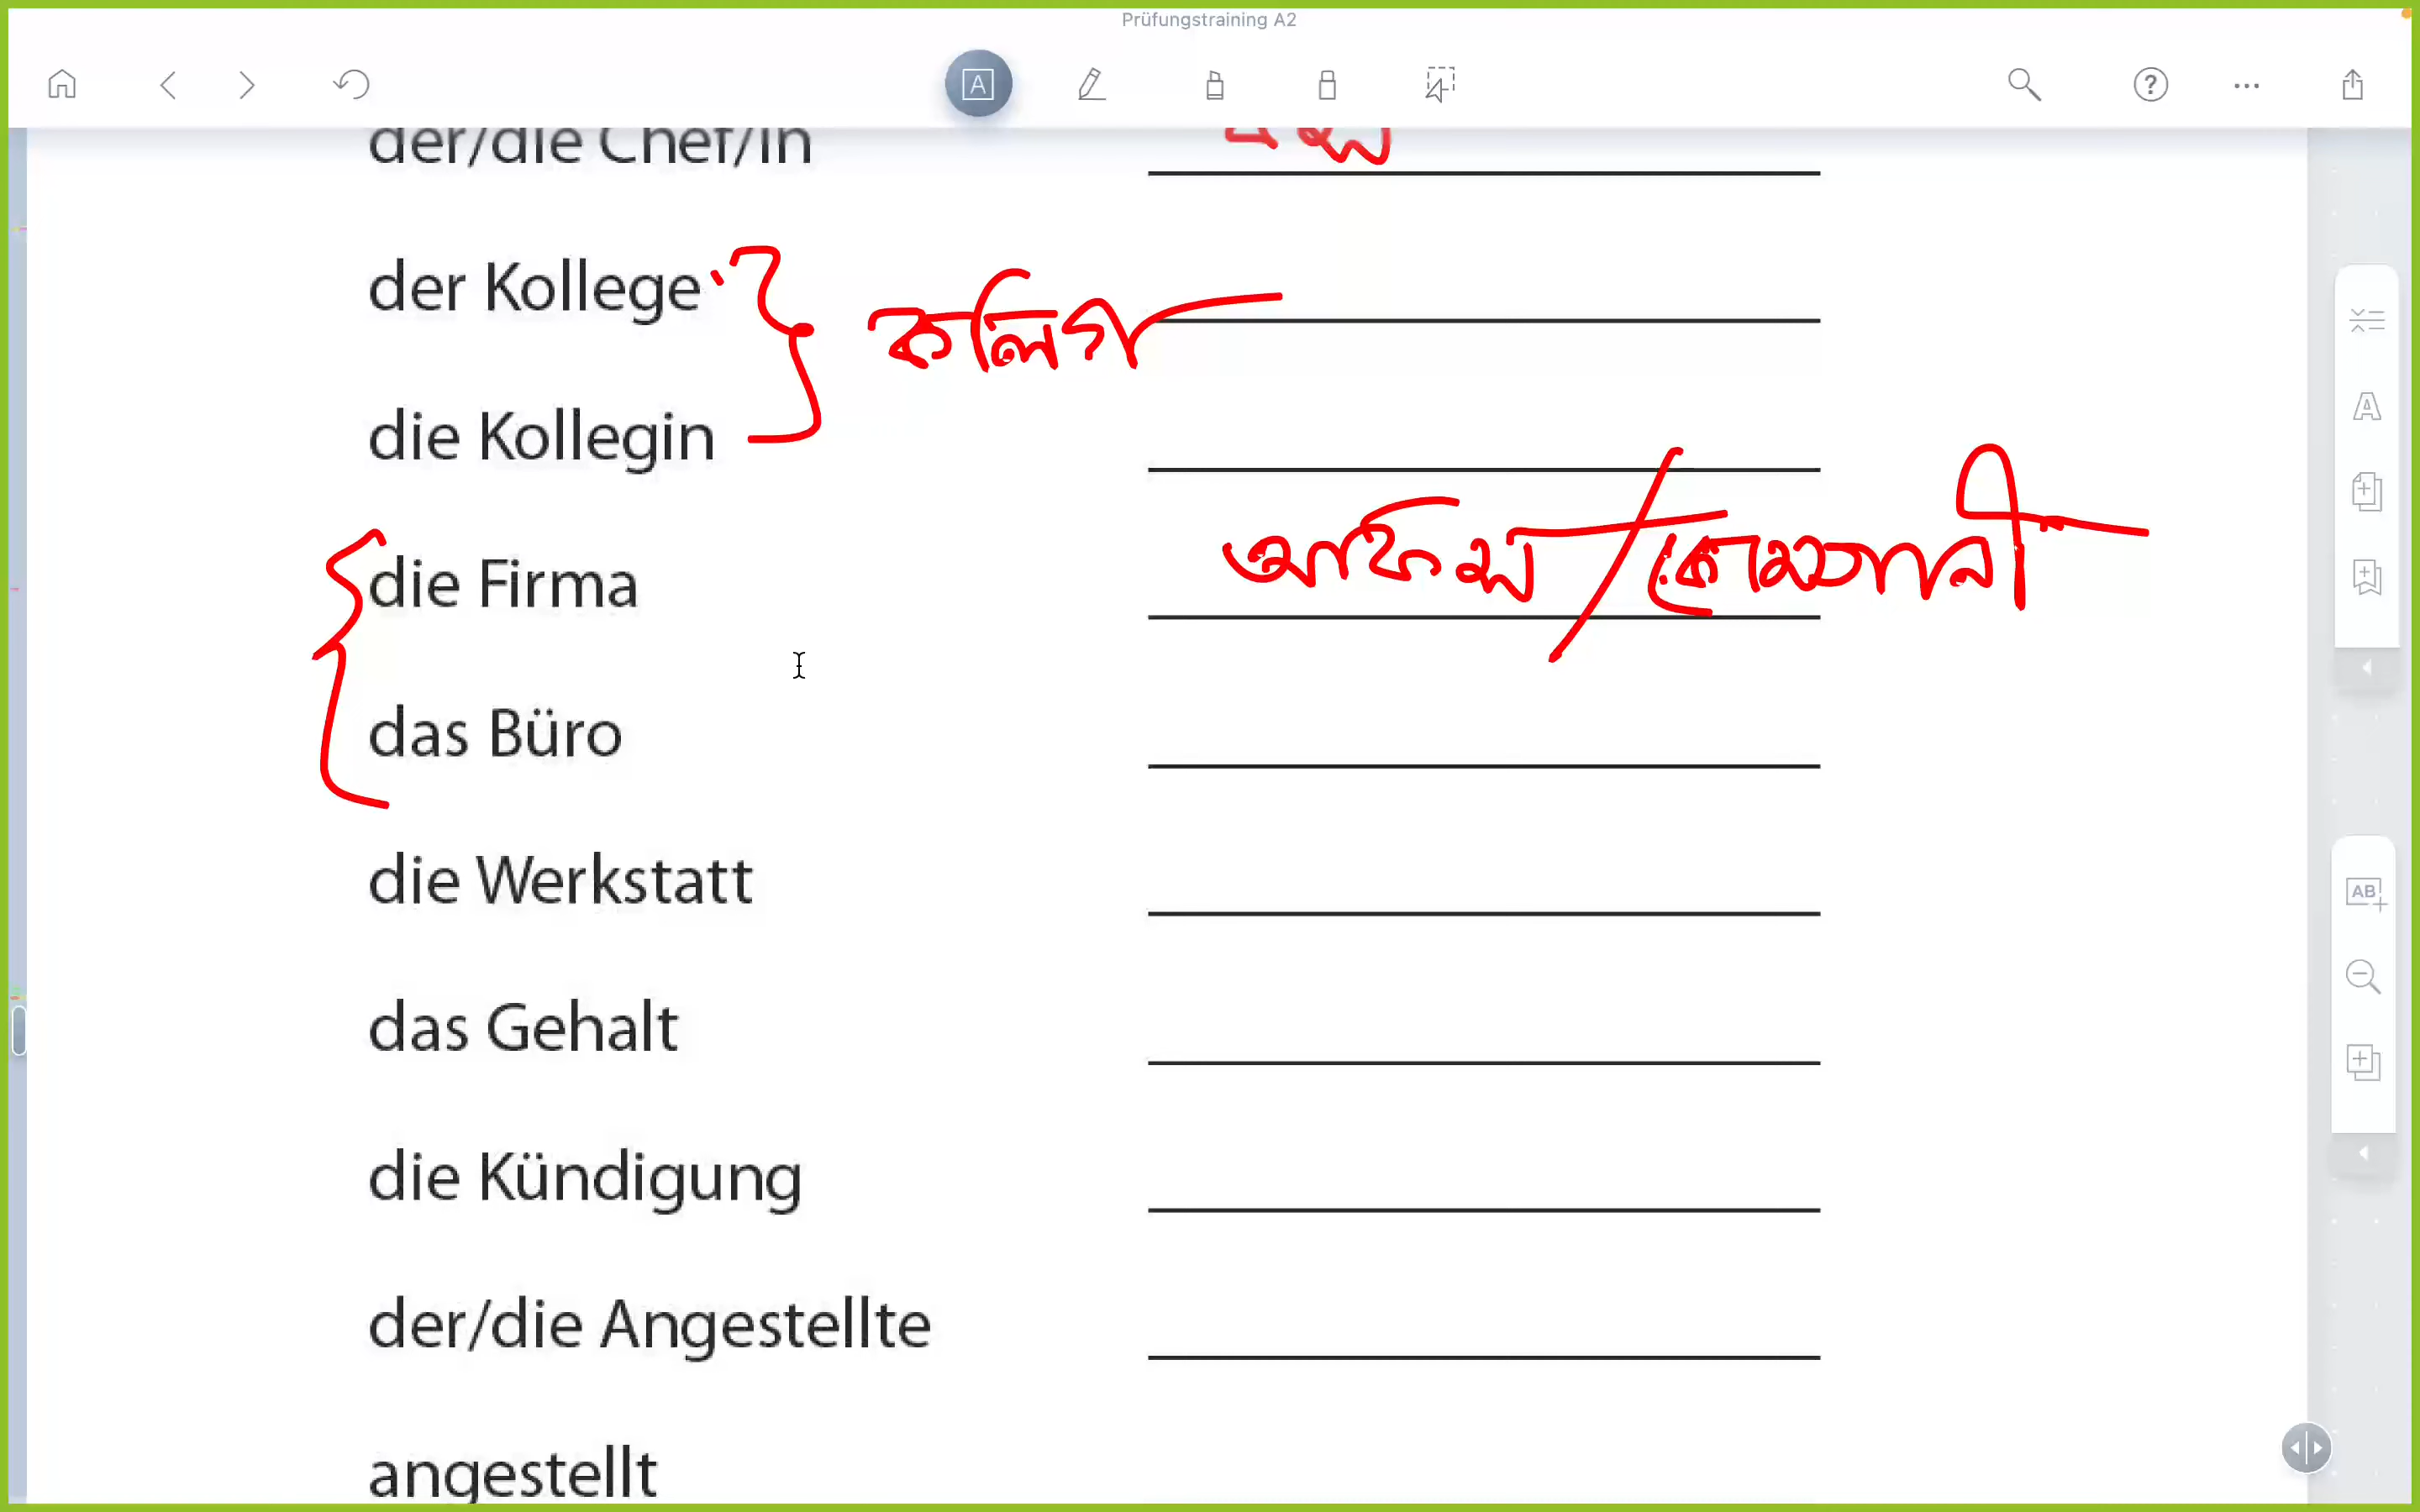 Prüfungstraining A2
der/die Chef/in
der Kollege
কলিগ
die Kollegin
die Firma
অফিস/কোম্পানী
das Büro
die Werkstatt
das Gehalt
die Kündigung
der/die Angestellte
angestellt